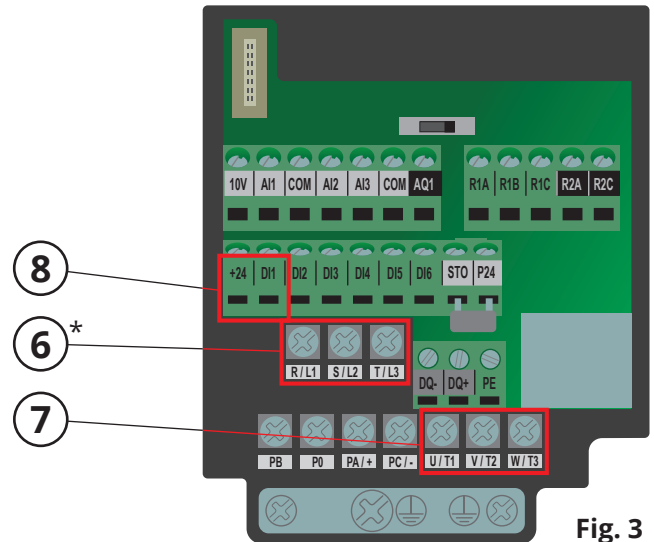 10V AI1 COM AI2 AI3 COM AQ1 R1A R1B R1C R2A R2C
8 +24 DI1 DI2 DI3 DI4 DI5 DI6 STO P24
6 *
R/L1 S/L2 T/L3
DQ- DQ+ PE
7
PB P0 PA/+ PC/- U/T1 V/T2 W/T3
Fig. 3